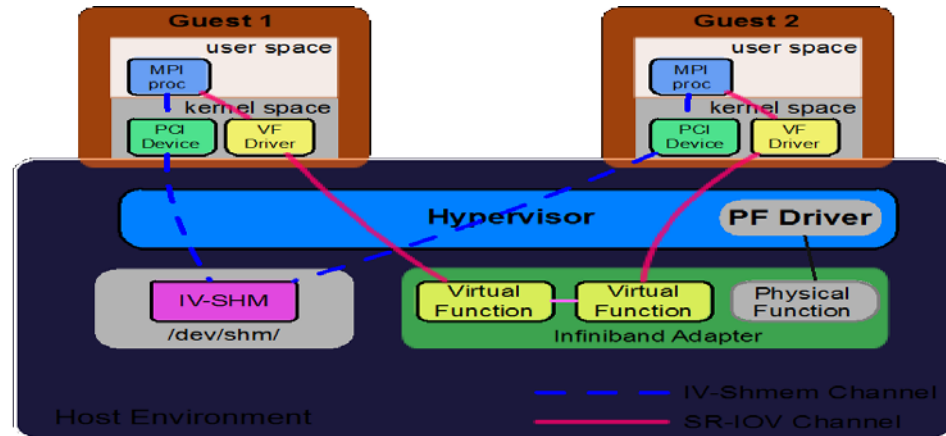 Guest 1
user space
MPI
proc
kernel space
PCI
Device
VF
Driver
Guest 2
user space
MPI
proc
kernel space
PCI
Device
VF
Driver
Hypervisor
PF Driver
IV-SHM
/dev/shm/
Virtual
Function
Virtual
Function
Physical
Function
Infiniband Adapter
IV-Shmem Channel
SR-IOV Channel
Host Environment